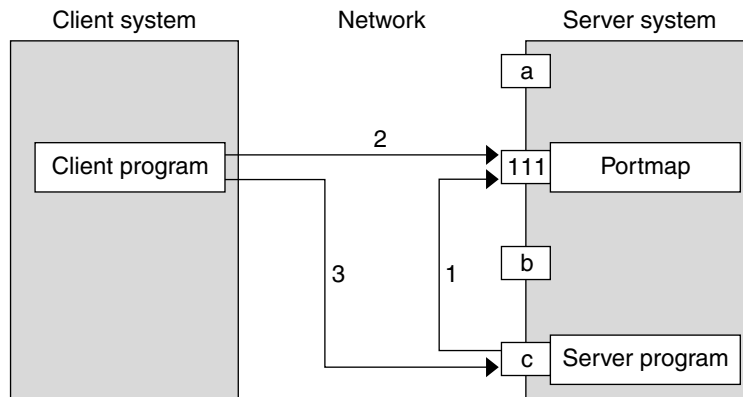 Client system
Network
Server system
a
2
Client program
111
Portmap
b
3
1
c
Server program